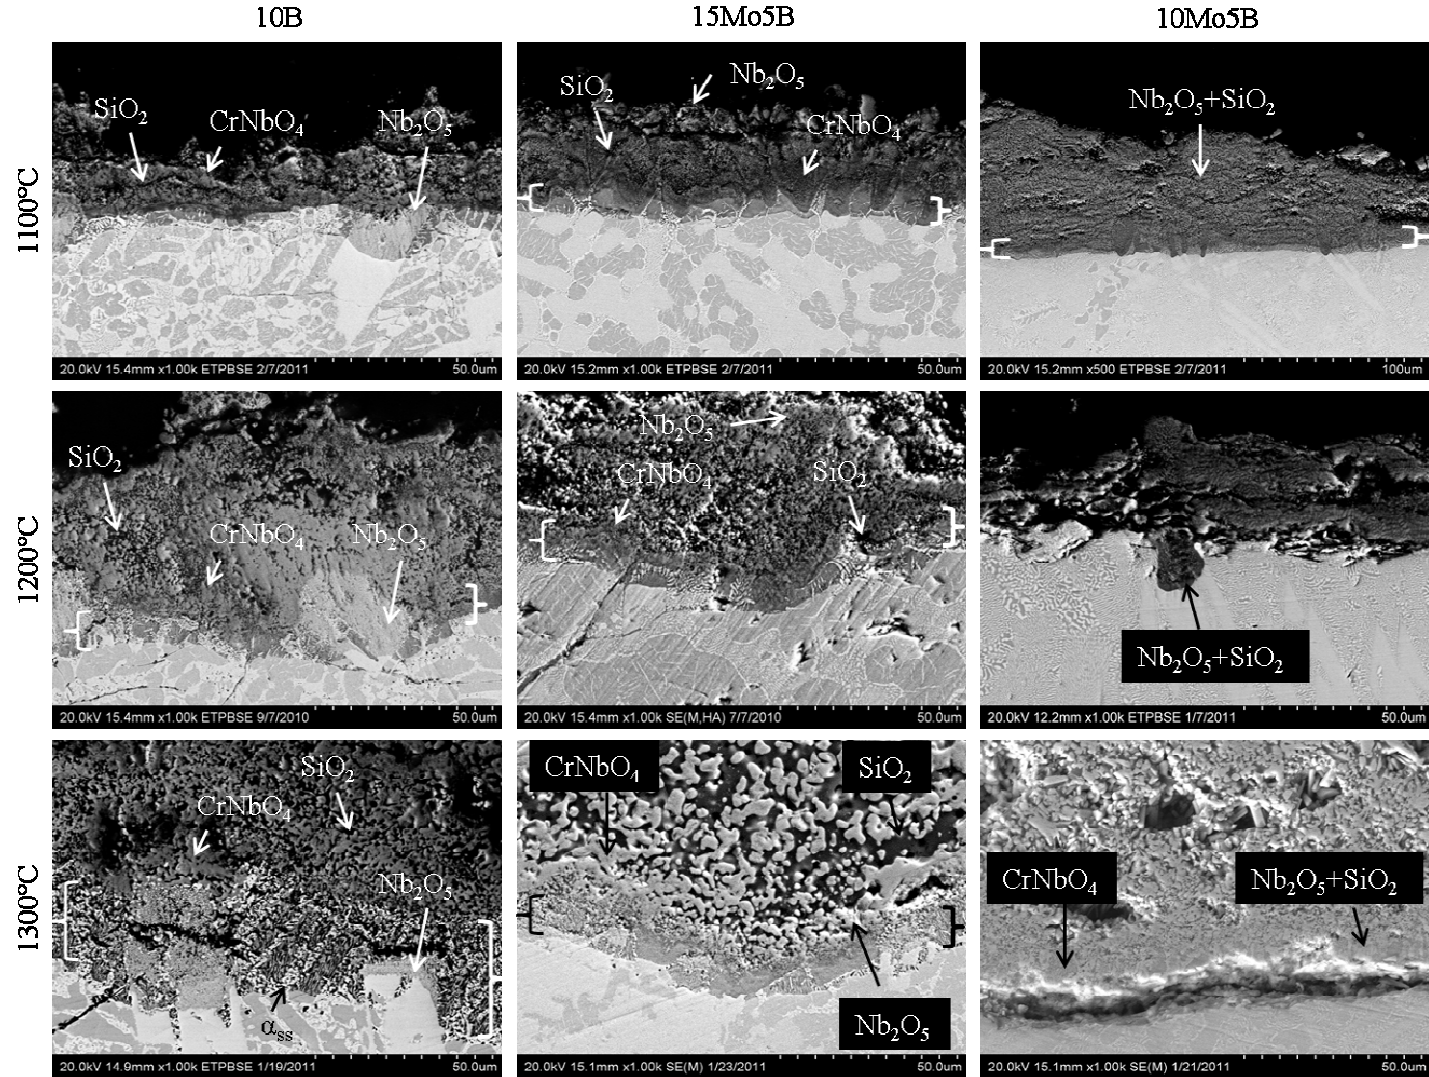 10B 15Mo5B 10Mo5B
1100°C
SiO₂ CrNbO₄ Nb₂O₅
20.0kV 15.4mm x1.00k ETPBSE 2/7/2011 50.0um
SiO₂ Nb₂O₅ CrNbO₄
20.0kV 15.2mm x1.00k ETPBSE 2/7/2011 50.0um
Nb₂O₅+SiO₂
20.0kV 15.2mm x500 ETPBSE 2/7/2011 100um
1200°C
SiO₂ CrNbO₄ Nb₂O₅
20.0kV 15.4mm x1.00k ETPBSE 9/7/2010 50.0um
Nb₂O₅ CrNbO₄ SiO₂
20.0kV 15.4mm x1.00k SE(M,HA) 7/7/2010 50.0um
Nb₂O₅+SiO₂
20.0kV 12.2mm x1.00k ETPBSE 1/7/2011 50.0um
1300°C
SiO₂
CrNbO₄
Nb₂O₅
αss
20.0kV 14.9mm x1.00k ETPBSE 1/19/2011 50.0um
CrNbO₄ SiO₂
Nb₂O₅
20.0kV 15.1mm x1.00k SE(M) 1/23/2011 50.0um
CrNbO₄ Nb₂O₅+SiO₂
20.0kV 15.1mm x1.00k SE(M) 1/21/2011 50.0um